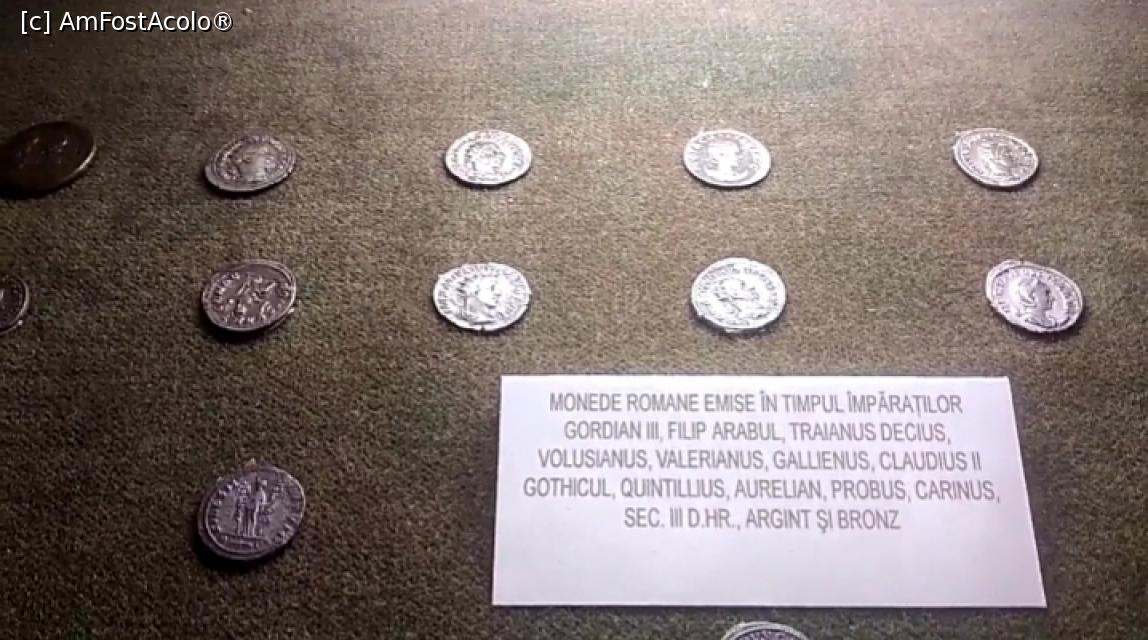 [c] AmFostAcolo®
MONEDE ROMANE EMISE ÎN TIMPUL ÎMPĂRAȚILOR
GORDIAN III, FILIP ARABUL, TRAIANUS DECIUS,
VOLUSIANUS, VALERIANUS, GALLIENUS, CLAUDIUS II
GOTHICUL, QUINTILLIUS, AURELIAN, PROBUS, CARINUS,
SEC. III D.HR., ARGINT ŞI BRONZ